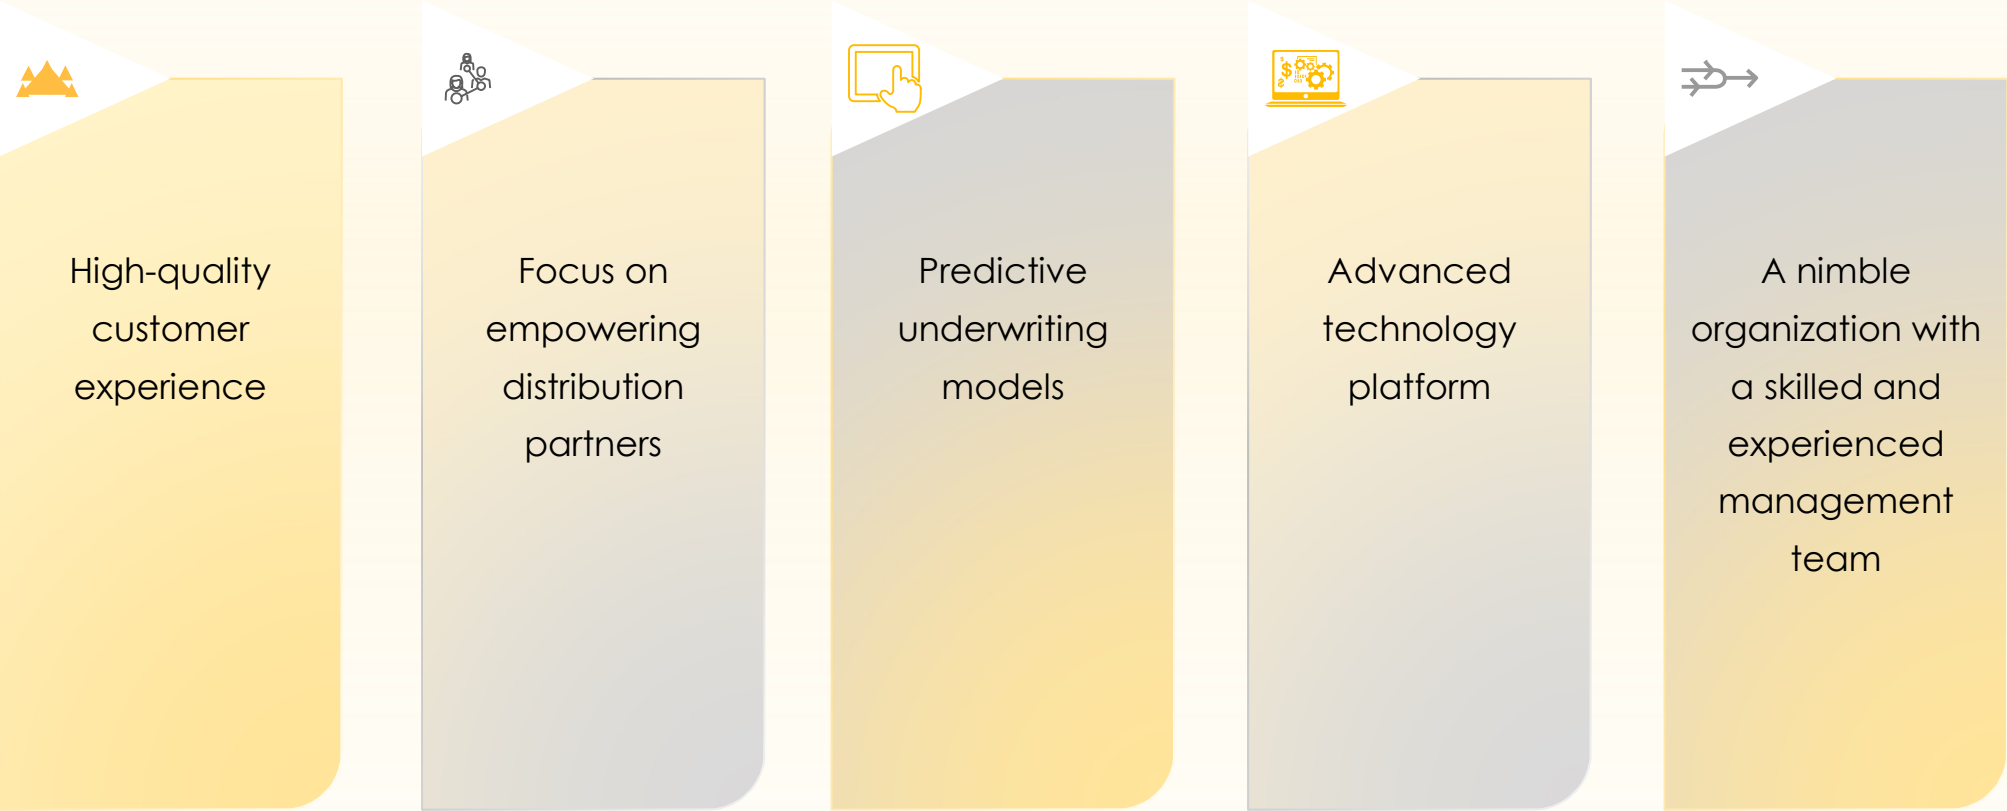 High-quality
customer
experience
Focus on
empowering
distribution
partners
Predictive
underwriting
models
Advanced
technology
platform
A nimble
organization with
a skilled and
experienced
management
team